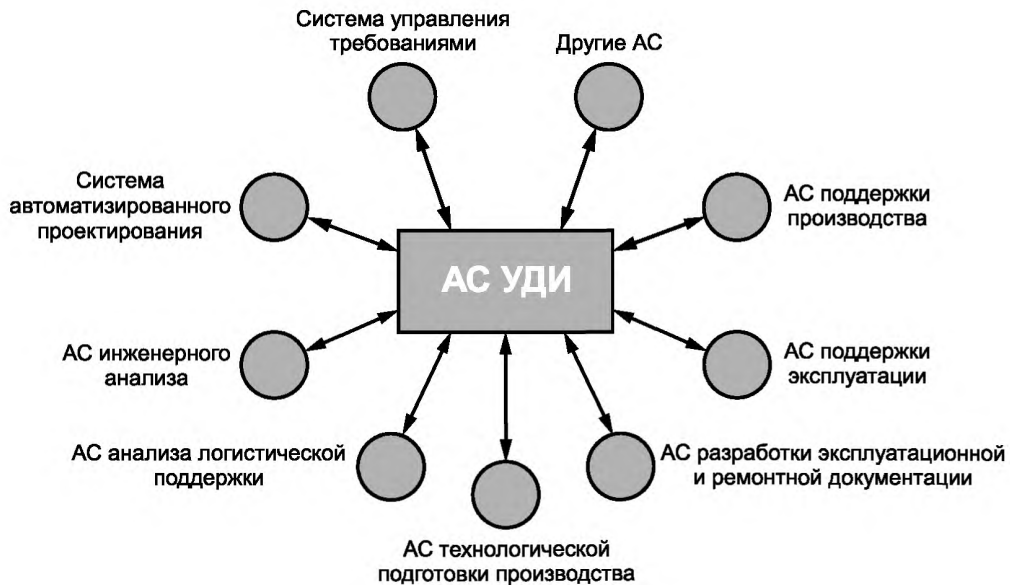 Система управления
требованиями
Другие АС
Система
автоматизированного
проектирования
АС поддержки
производства
АС УДИ
АС инженерного
анализа
АС поддержки
эксплуатации
АС анализа логистической
поддержки
АС разработки эксплуатационной
и ремонтной документации
АС технологической
подготовки производства